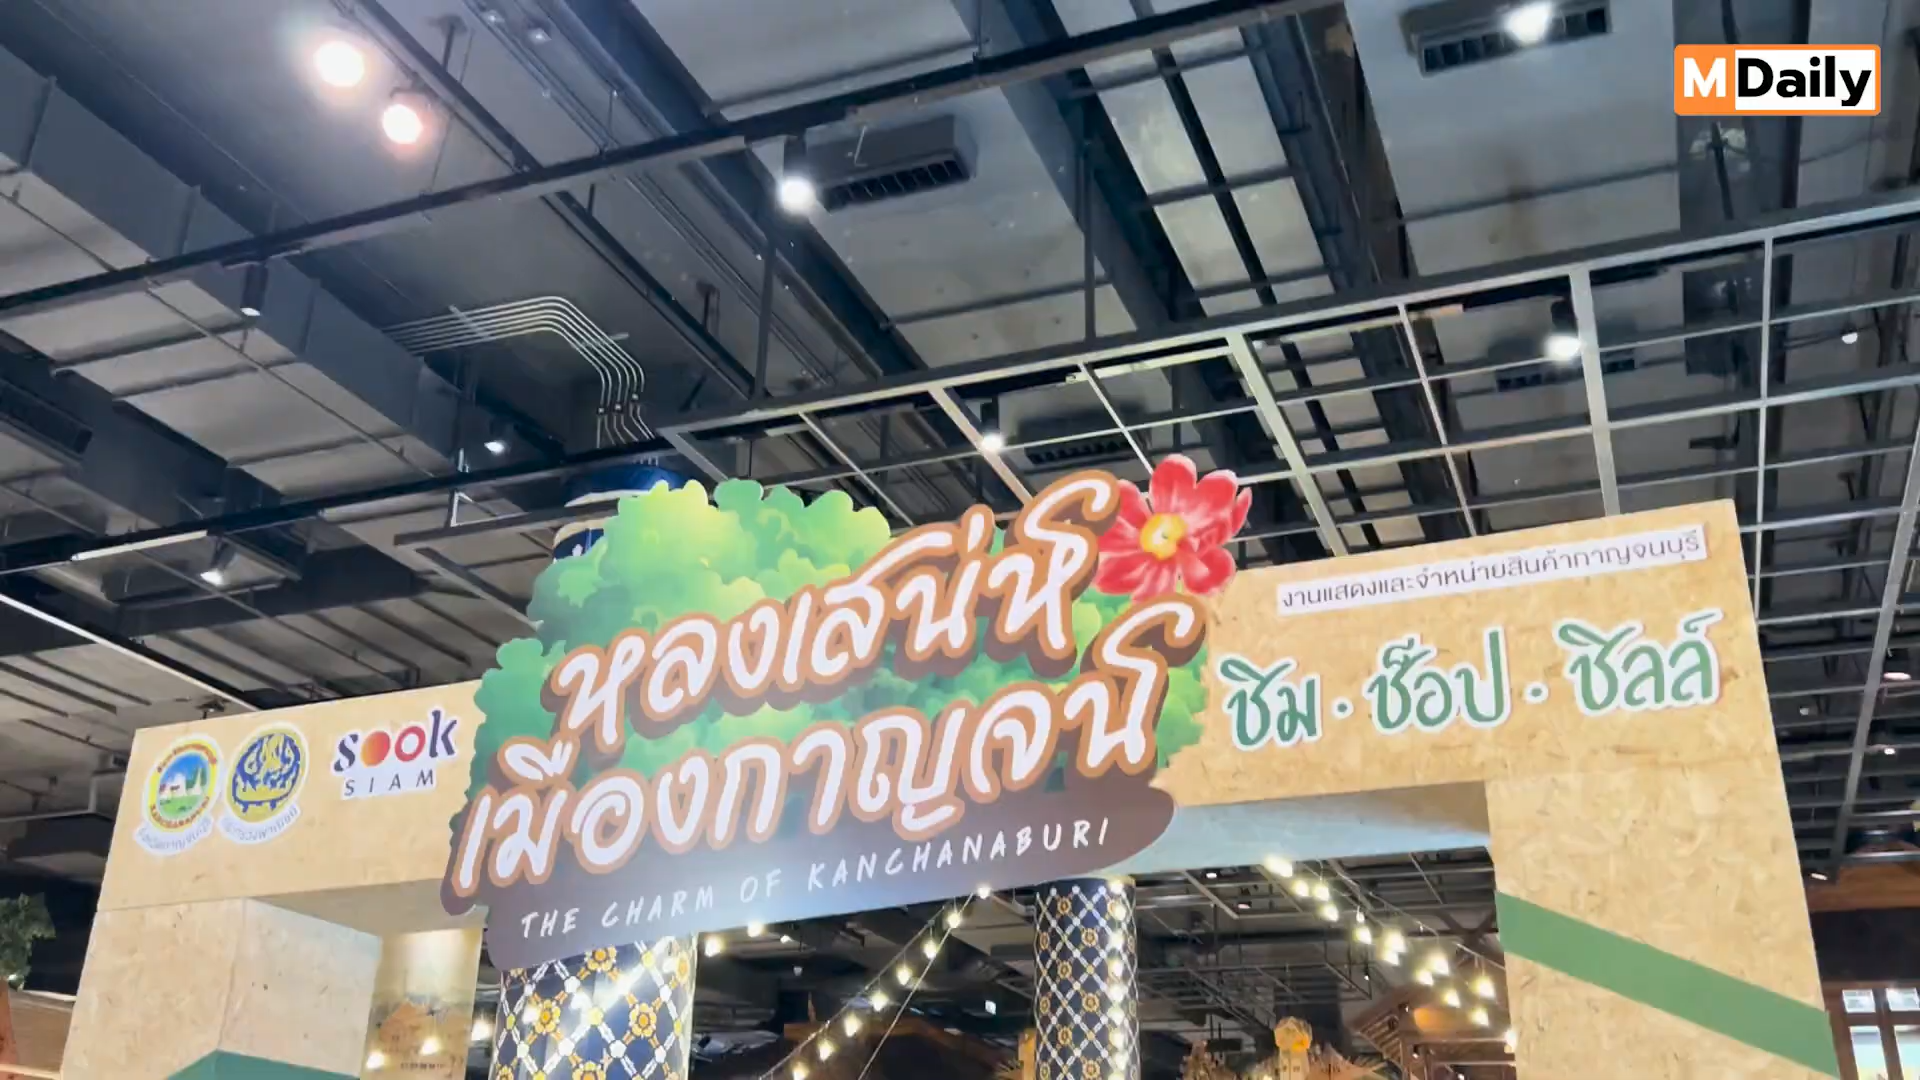 MDaily
งานแสดงและจำหน่ายสินค้ากาญจนบุรี
ชิม · ช็อป · ชิลล์
หลงเสน่ห์
เมืองกาญจน์
THE CHARM OF KANCHANABURI
sook
SIAM